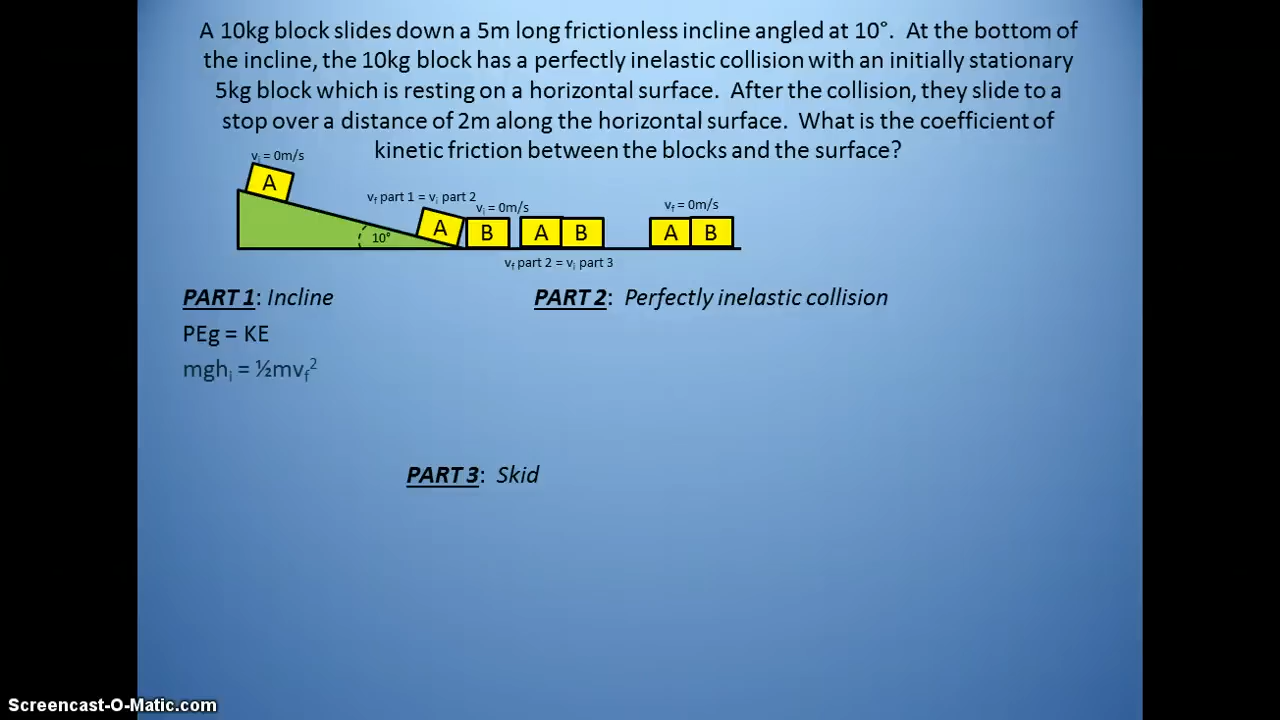 A 10kg block slides down a 5m long frictionless incline angled at 10°. At the bottom of
the incline, the 10kg block has a perfectly inelastic collision with an initially stationary
5kg block which is resting on a horizontal surface. After the collision, they slide to a
stop over a distance of 2m along the horizontal surface. What is the coefficient of
kinetic friction between the blocks and the surface?
vᵢ = 0m/s
A
v_f part 1 = vᵢ part 2
vᵢ = 0m/s
v_f = 0m/s
10°
A
B
A
B
A
B
v_f part 2 = vᵢ part 3
PART 1: Incline
PART 2: Perfectly inelastic collision
PEg = KE
mghᵢ = ½mv_f²
PART 3: Skid
Screencast-O-Matic.com